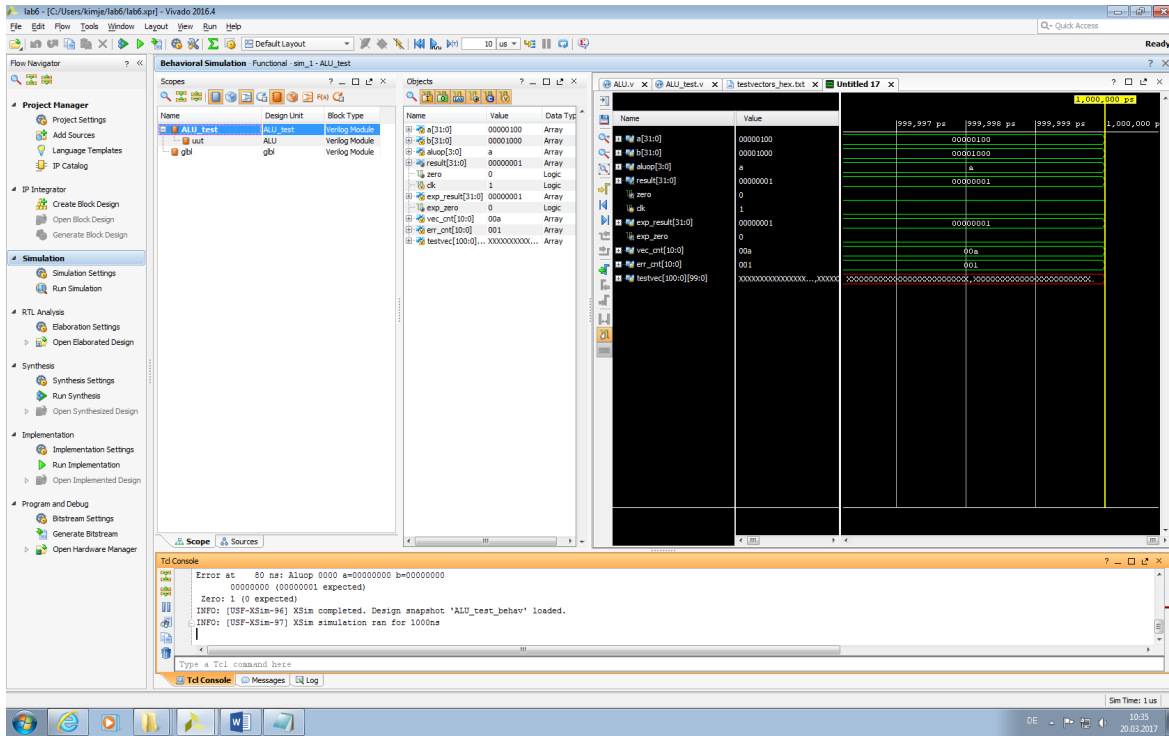 lab6 - [C:/Users/kimje/lab6/lab6.xpr] - Vivado 2016.4
File Edit Flow Tools Window Layout View Run Help
Q- Quick Access
Default Layout
10 us
Ready
Flow Navigator
Behavioral Simulation - Functional - sim_1 - ALU_test
Project Manager
Project Settings
Add Sources
Language Templates
IP Catalog
IP Integrator
Create Block Design
Open Block Design
Generate Block Design
Simulation
Simulation Settings
Run Simulation
RTL Analysis
Elaboration Settings
Open Elaborated Design
Synthesis
Synthesis Settings
Run Synthesis
Open Synthesized Design
Implementation
Implementation Settings
Run Implementation
Open Implemented Design
Program and Debug
Bitstream Settings
Generate Bitstream
Open Hardware Manager
Scopes
Name Design Unit Block Type
ALU_test ALU_test Verilog Module
uut ALU Verilog Module
glbl glbl Verilog Module
Scope Sources
Objects
Name Value Data Typ
a[31:0] 00000100 Array
b[31:0] 00001000 Array
aluop[3:0] a Array
result[31:0] 00000001 Array
zero 0 Logic
clk 1 Logic
exp_result[31:0] 00000001 Array
exp_zero 0 Logic
vec_cnt[10:0] 00a Array
err_cnt[10:0] 001 Array
testvec[100:0]... XXXXXXXXXX... Array
ALU.v ALU_test.v testvectors_hex.txt Untitled 17
1,000,000 ps
Name Value 999,997 ps 999,998 ps 999,999 ps 1,000,000 p
a[31:0] 00000100 00000100
b[31:0] 00001000 00001000
aluop[3:0] a a
result[31:0] 00000001 00000001
zero 0
clk 1
exp_result[31:0] 00000001 00000001
exp_zero 0
vec_cnt[10:0] 00a 00a
err_cnt[10:0] 001 001
testvec[100:0][99:0]
Tcl Console
Error at 80 ns: Aluop 0000 a=00000000 b=00000000
00000000 (00000001 expected)
Zero: 1 (0 expected)
INFO: [USF-XSim-96] XSim completed. Design snapshot 'ALU_test_behav' loaded.
INFO: [USF-XSim-97] XSim simulation ran for 1000ns
Type a Tcl command here
Tcl Console Messages Log
Sim Time: 1 us
DE
10:35
20.03.2017